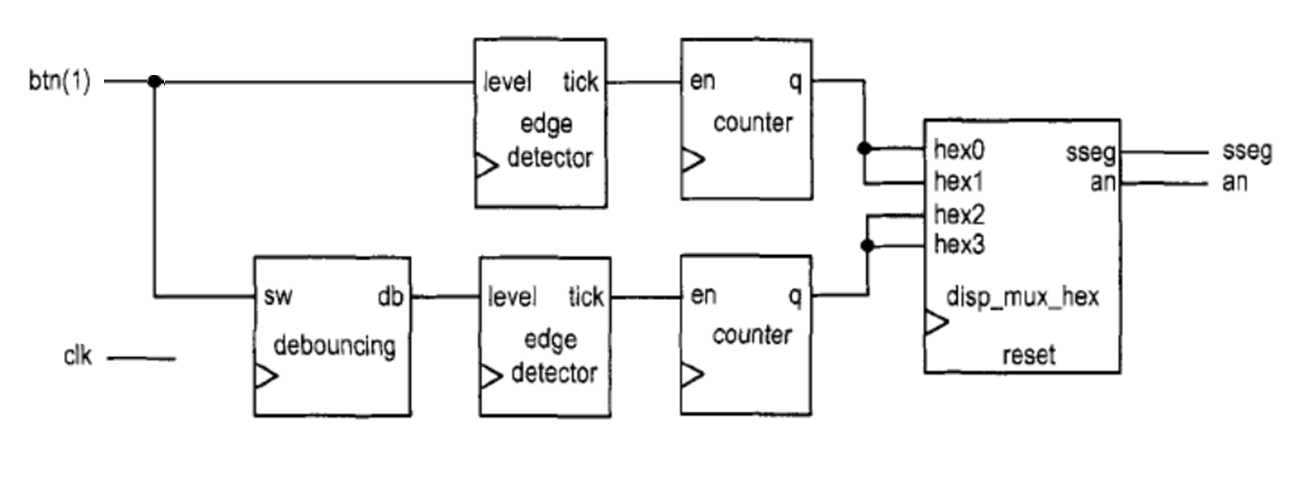 btn(1)
level tick
edge
detector
en q
counter
hex0
hex1
hex2
hex3
sseg
an
disp_mux_hex
reset
sseg
an
sw db
debouncing
level tick
edge
detector
en q
counter
clk